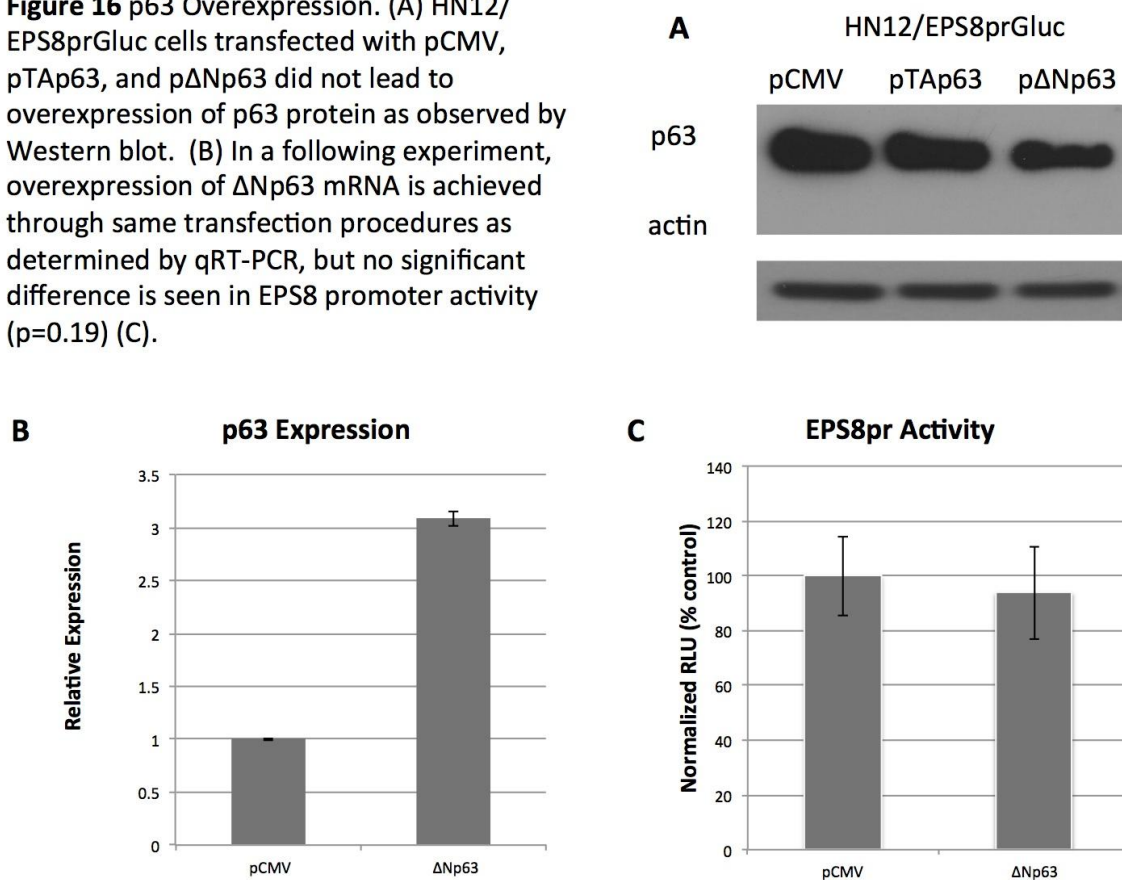 Figure 16 p63 Overexpression. (A) HN12/
EPS8prGluc cells transfected with pCMV,
pTAp63, and pΔNp63 did not lead to
overexpression of p63 protein as observed by
Western blot. (B) In a following experiment,
overexpression of ΔNp63 mRNA is achieved
through same transfection procedures as
determined by qRT-PCR, but no significant
difference is seen in EPS8 promoter activity
(p=0.19) (C).
A
HN12/EPS8prGluc
pCMV pTAp63 pΔNp63
p63
actin
B
p63 Expression
Relative Expression
3.5
3
2.5
2
1.5
1
0.5
0
pCMV ΔNp63
C
EPS8pr Activity
Normalized RLU (% control)
140
120
100
80
60
40
20
0
pCMV ΔNp63